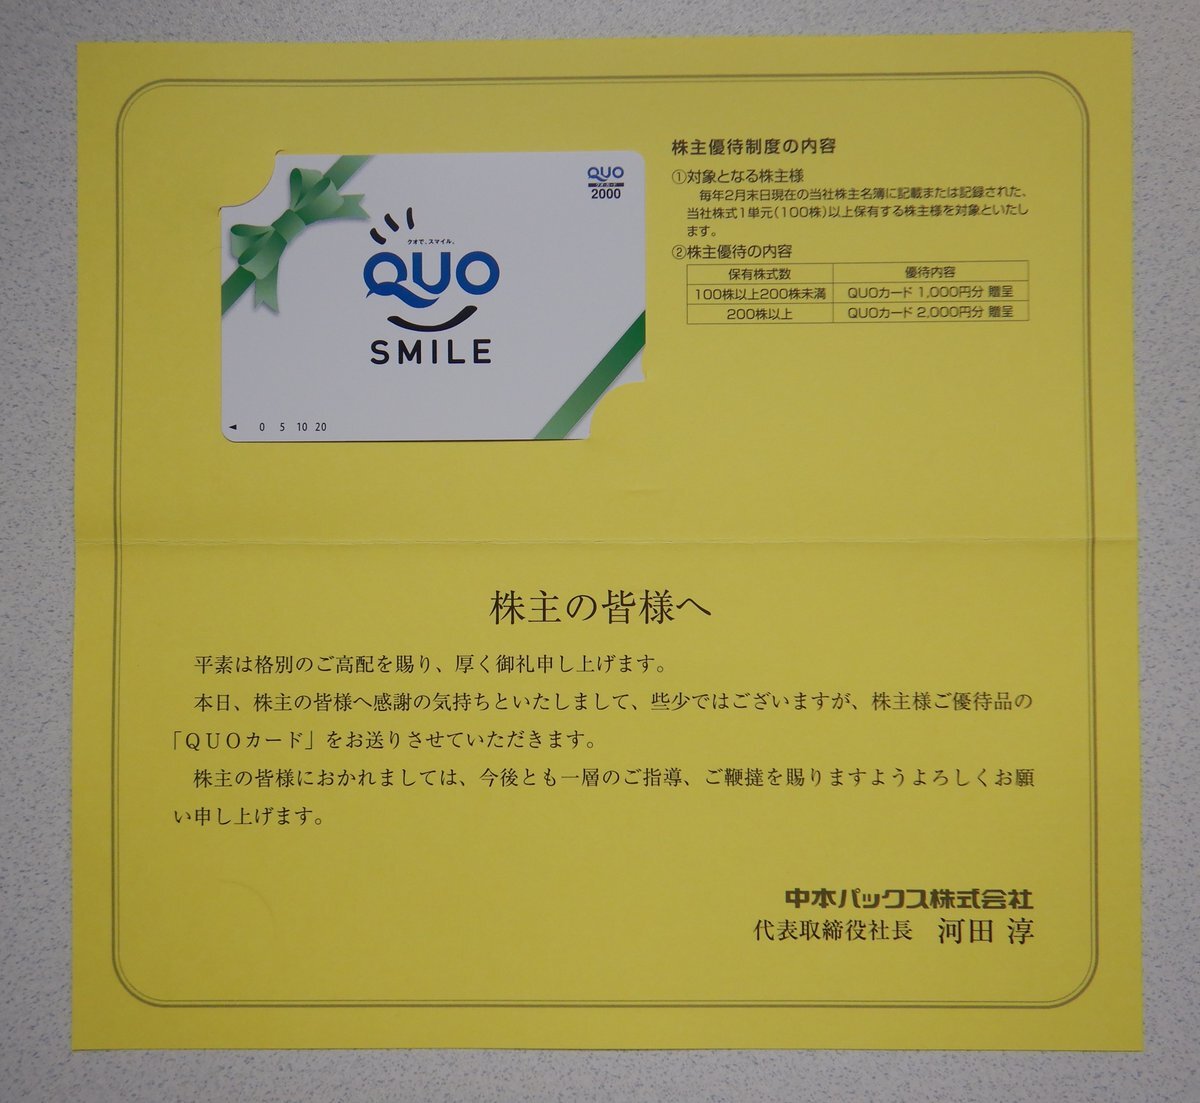 QUO
クオ・カード
2000
クオで、スマイル。
QUO
SMILE
◀ 0 5 10 20
株主優待制度の内容
①対象となる株主様
毎年2月末日現在の当社株主名簿に記載または記録された、
当社株式1単元(100株)以上保有する株主様を対象といたし
ます。
②株主優待の内容
保有株式数 優待内容
100株以上200株未満 QUOカード 1,000円分 贈呈
200株以上 QUOカード 2,000円分 贈呈
株主の皆様へ
平素は格別のご高配を賜り、厚く御礼申し上げます。
本日、株主の皆様へ感謝の気持ちといたしまして、些少ではございますが、株主様ご優待品の
「ＱＵＯカード」をお送りさせていただきます。
株主の皆様におかれましては、今後とも一層のご指導、ご鞭撻を賜りますようよろしくお願
い申し上げます。
中本パックス株式会社
代表取締役社長 河田 淳